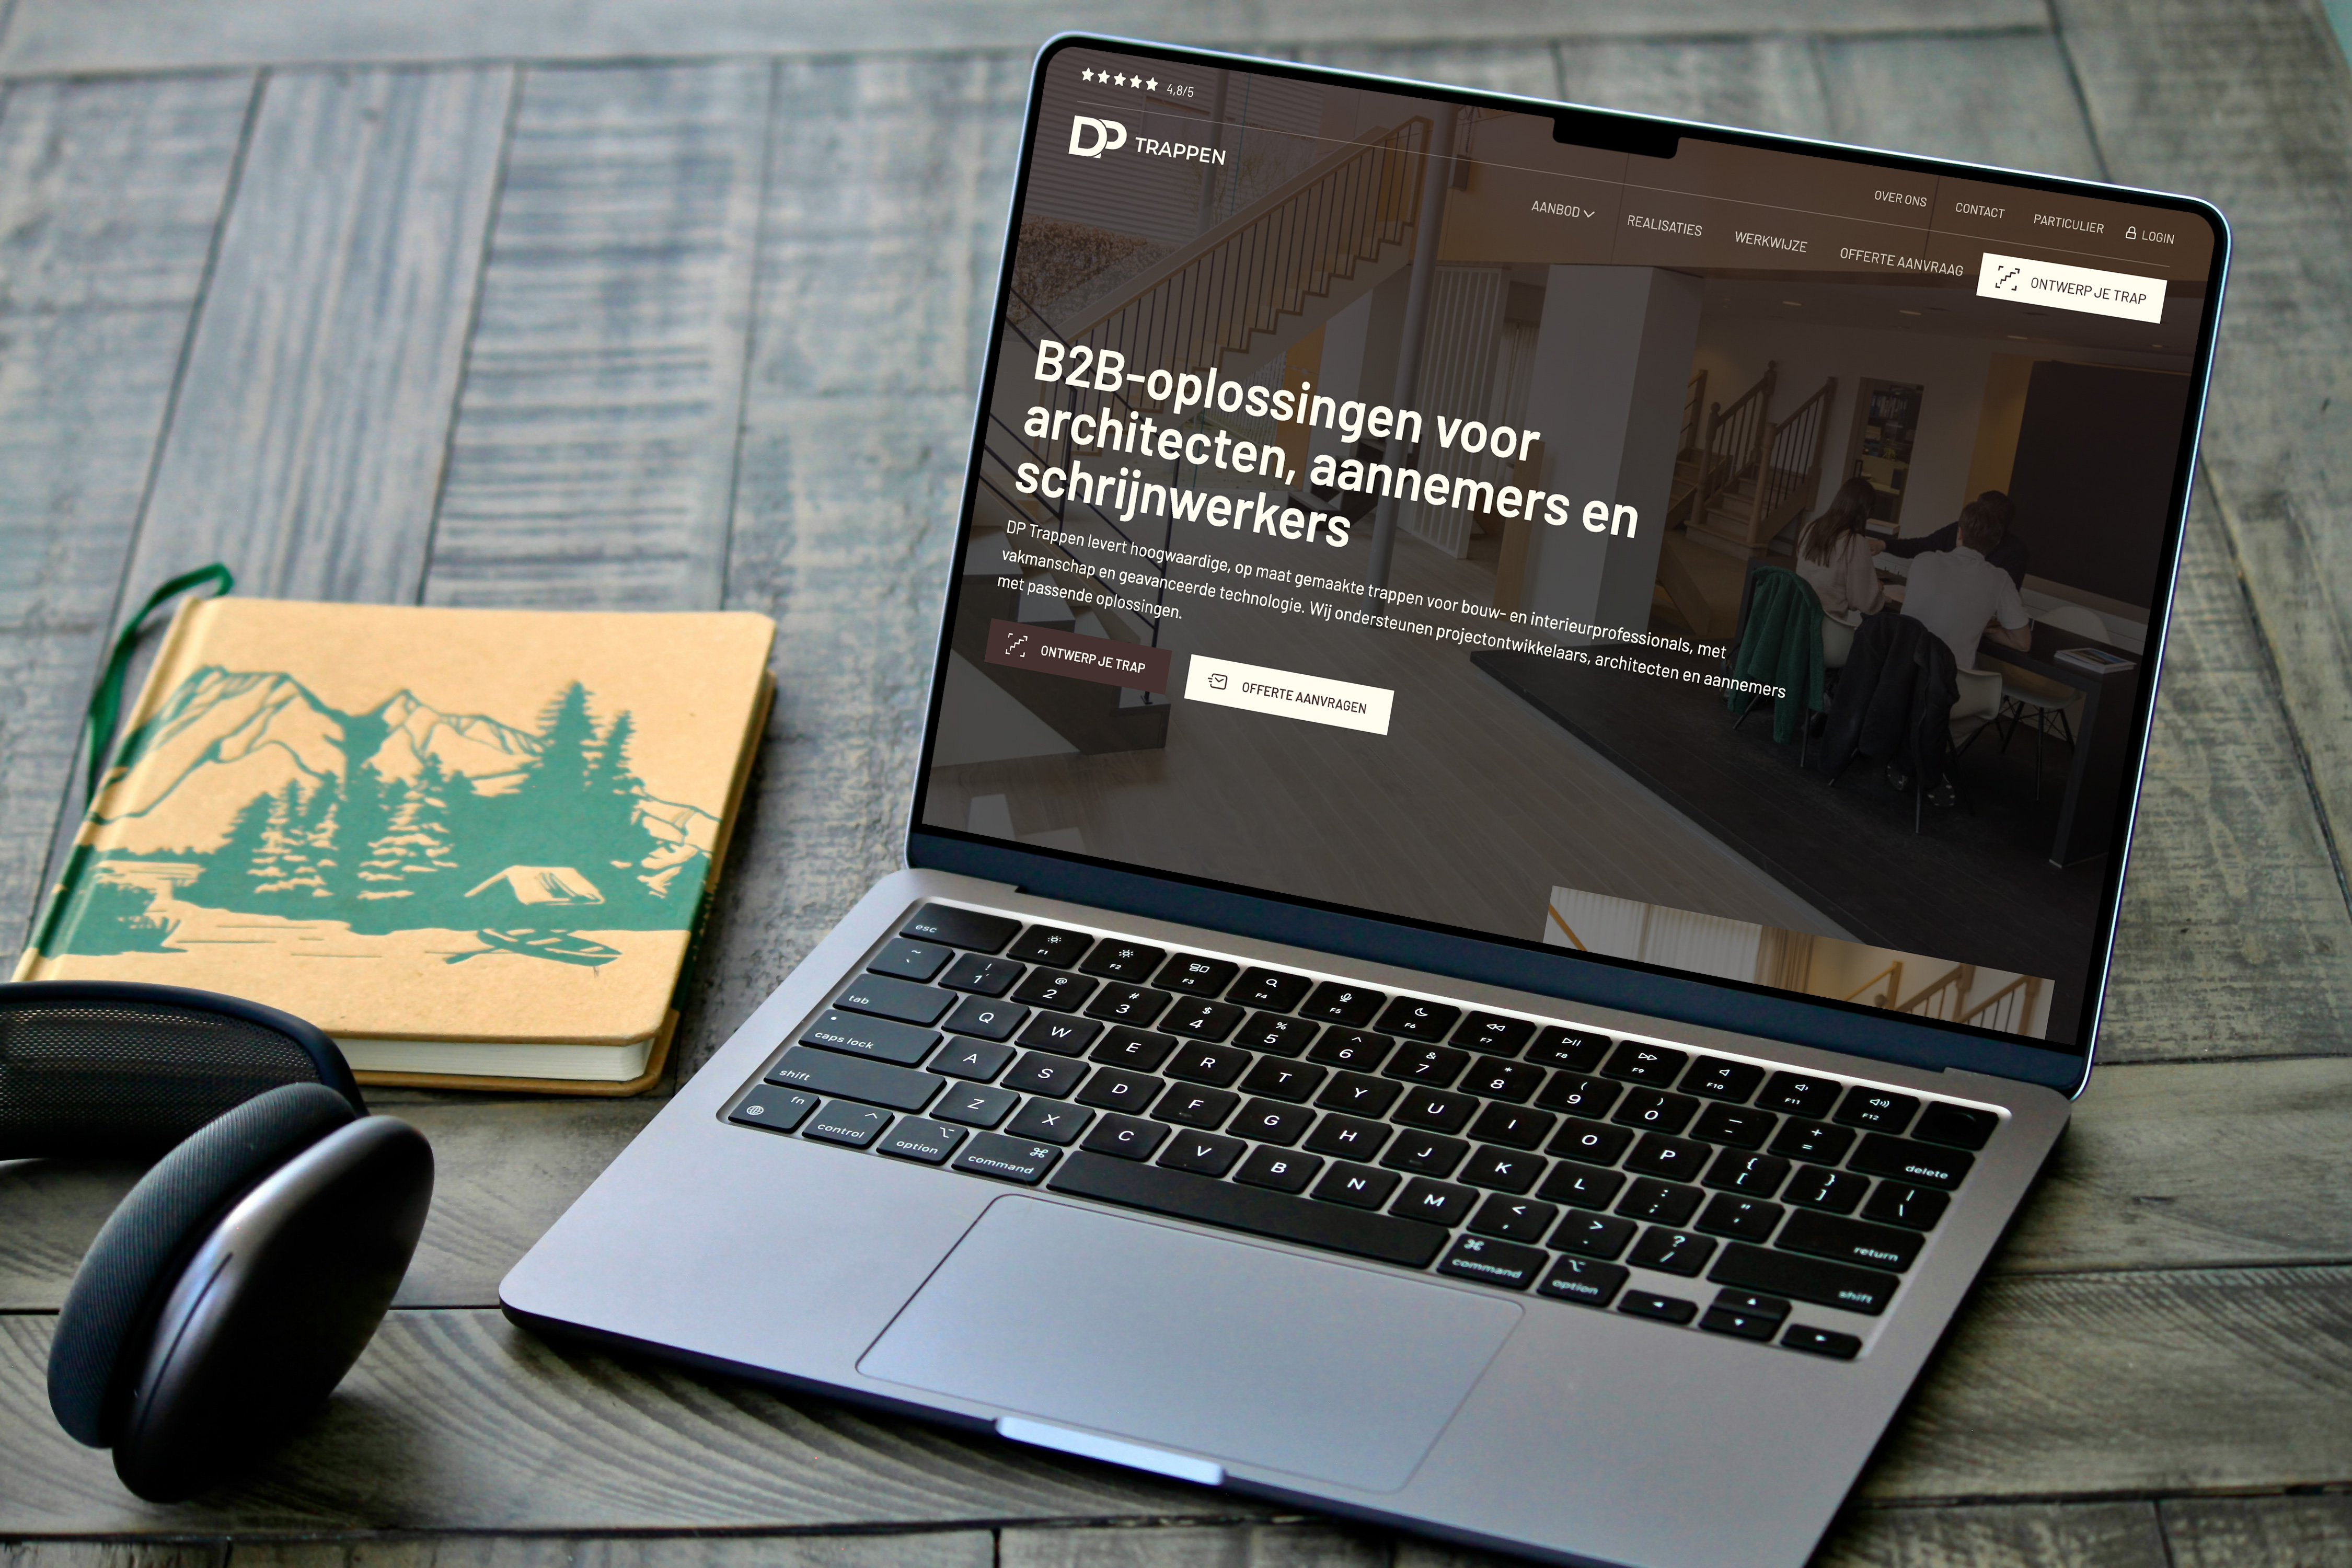 4,8/5
DP TRAPPEN
OVER ONS CONTACT PARTICULIER LOGIN
AANBOD REALISATIES WERKWIJZE OFFERTE AANVRAAG ONTWERP JE TRAP
B2B-oplossingen voor
architecten, aannemers en
schrijnwerkers
DP Trappen levert hoogwaardige, op maat gemaakte trappen voor bouw- en interieurprofessionals, met
vakmanschap en geavanceerde technologie. Wij ondersteunen projectontwikkelaars, architecten en aannemers
met passende oplossingen.
ONTWERP JE TRAP OFFERTE AANVRAGEN
esc F1 F2 F3 F4 F5 F6 F7 F8 F9 F10 F11 F12
~ ` ! 1 @ 2 # 3 $ 4 % 5 ^ 6 & 7 * 8 ( 9 ) 0 — - + = delete
tab Q W E R T Y U I O P { [ } ] | \
caps lock A S D F G H J K L : ; " ' return
shift Z X C V B N M < , > . ? / shift
fn control option command command option